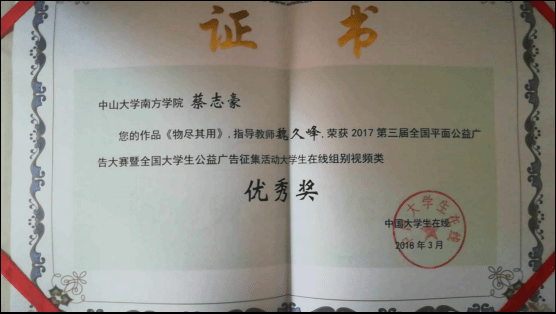 证书
中山大学南方学院 蔡志豪
您的作品《物尽其用》,指导教师魏久峰,荣获2017第三届全国平面公益广
告大赛暨全国大学生公益广告征集活动大学生在线组别视频类
优秀奖
中国大学生在线
2018年3月